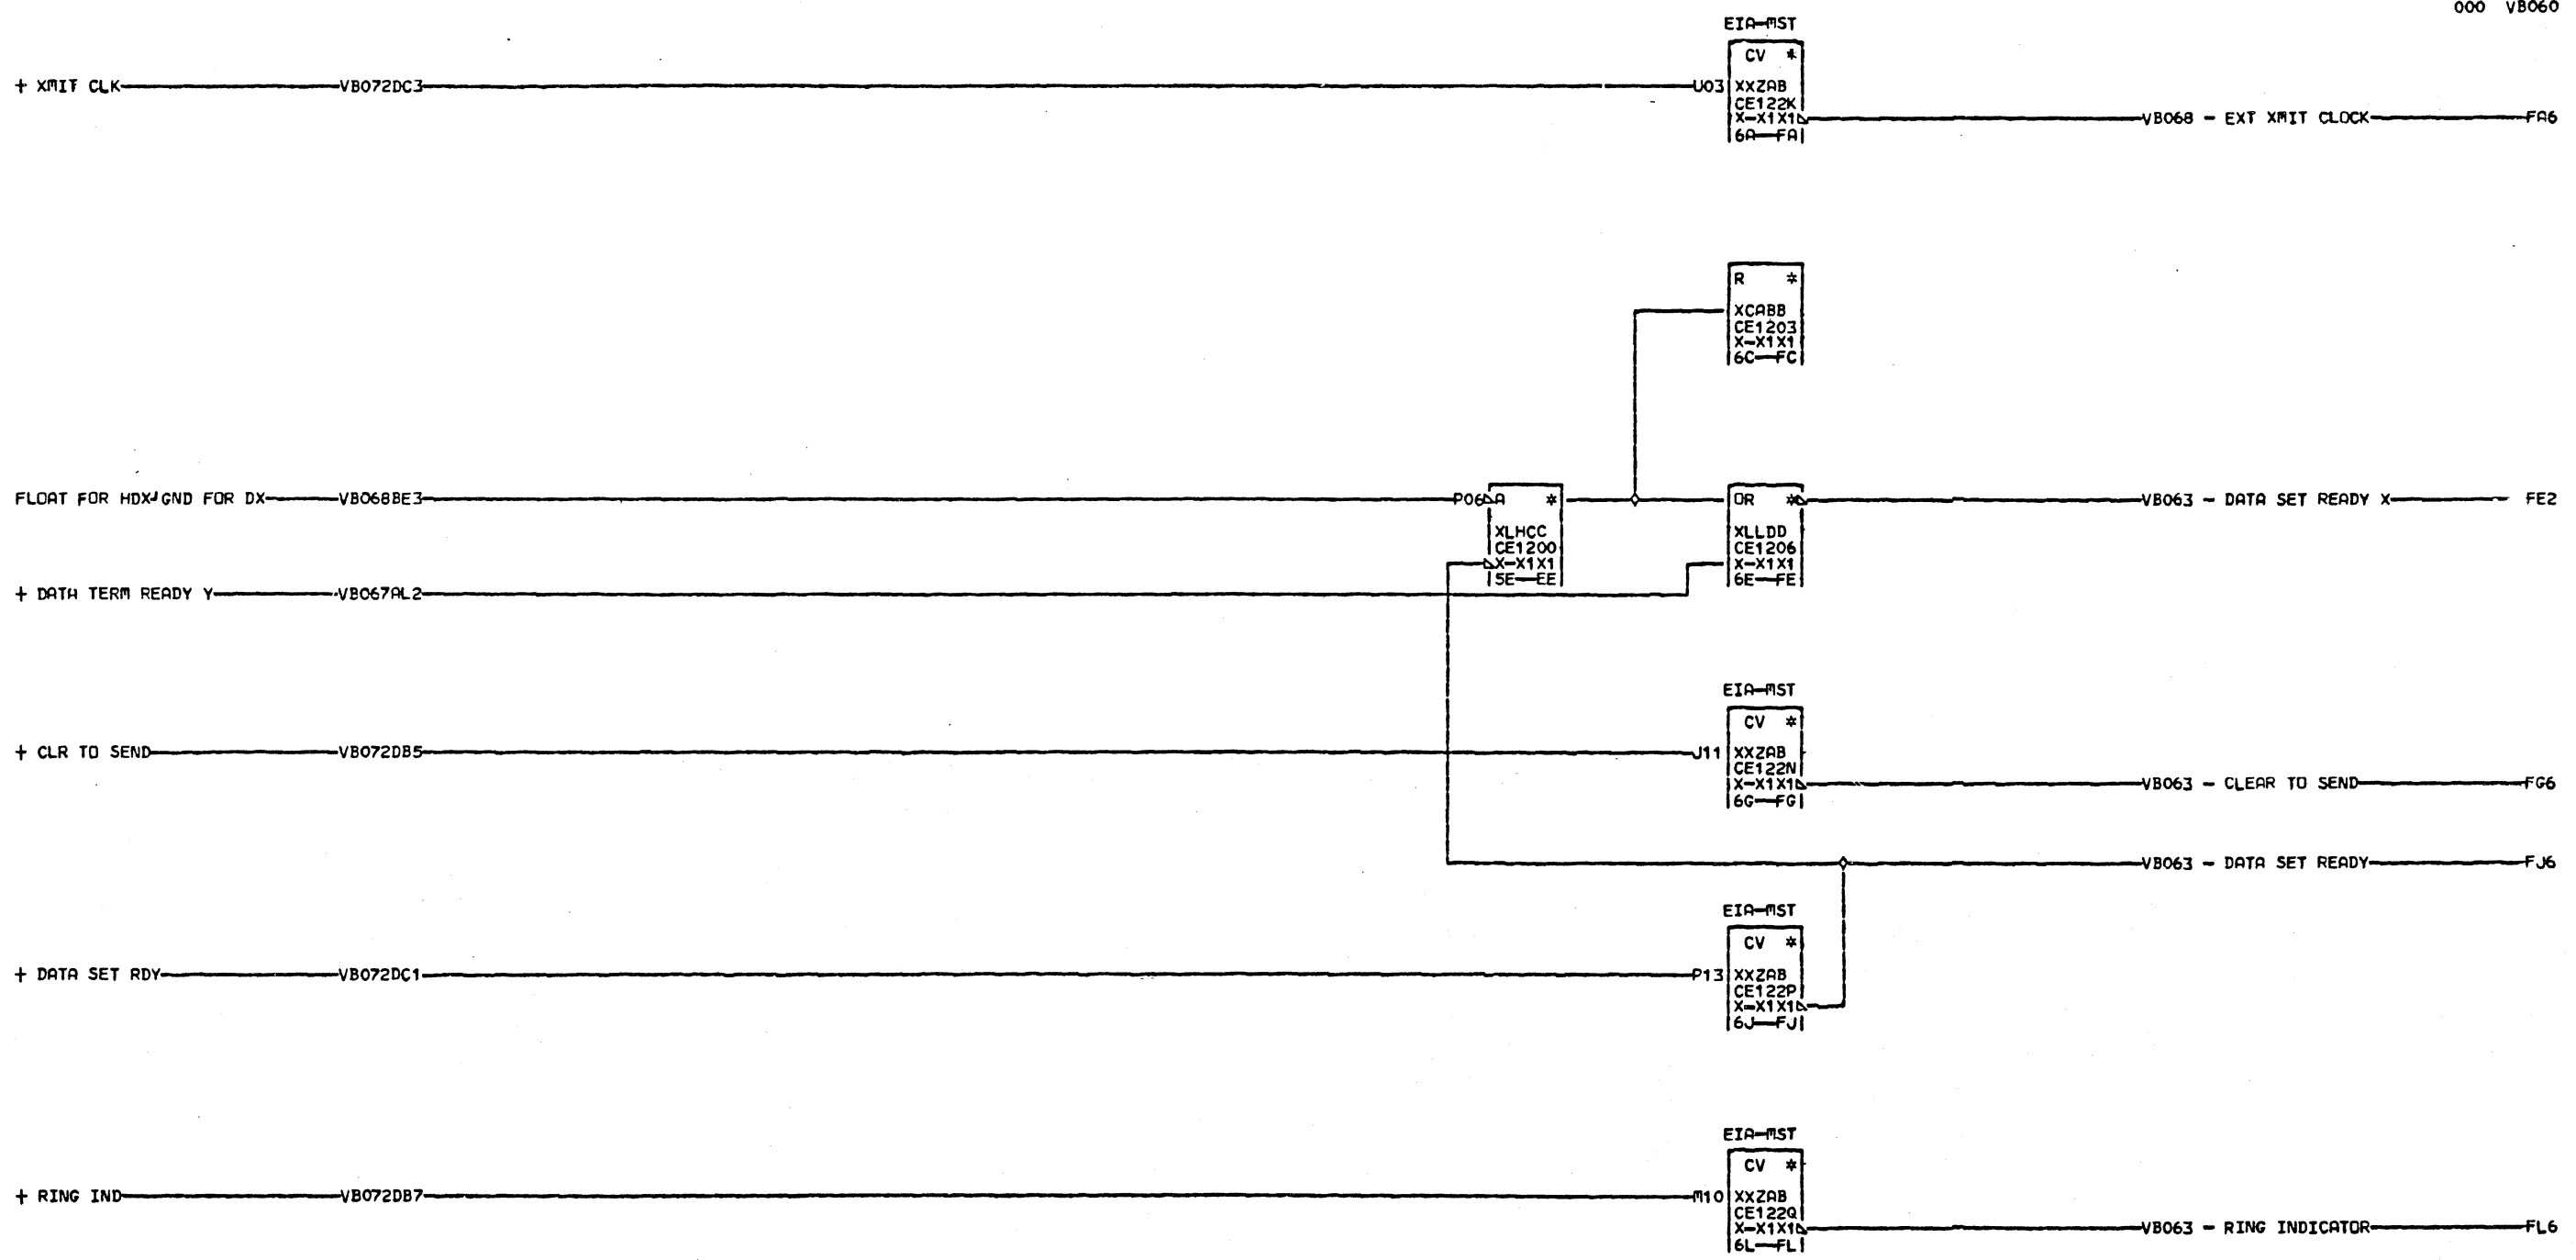 000 VB060
EIA-MST
CV *
+ XMIT CLK VB072DC3 U03 XXZAB
CE122K
X-X1X1 VB068 - EXT XMIT CLOCK FA6
6A FA
R *
XCABB
CE1203
X-X1X1
6C FC
FLOAT FOR HDX GND FOR DX VB068BE3 P06 A * OR * VB063 - DATA SET READY X FE2
XLHCC XLLDD
CE1200 CE1206
X-X1X1 X-X1X1
5E EE 6E FE
+ DATA TERM READY Y VB067AL2
EIA-MST
CV *
+ CLR TO SEND VB072DB5 J11 XXZAB
CE122N
X-X1X1 VB063 - CLEAR TO SEND FG6
6G FG
VB063 - DATA SET READY FJ6
EIA-MST
CV *
+ DATA SET RDY VB072DC1 P13 XXZAB
CE122P
X-X1X1
6J FJ
EIA-MST
CV *
+ RING IND VB072DB7 M10 XXZAB
CE122Q
X-X1X1 VB063 - RING INDICATOR FL6
6L FL